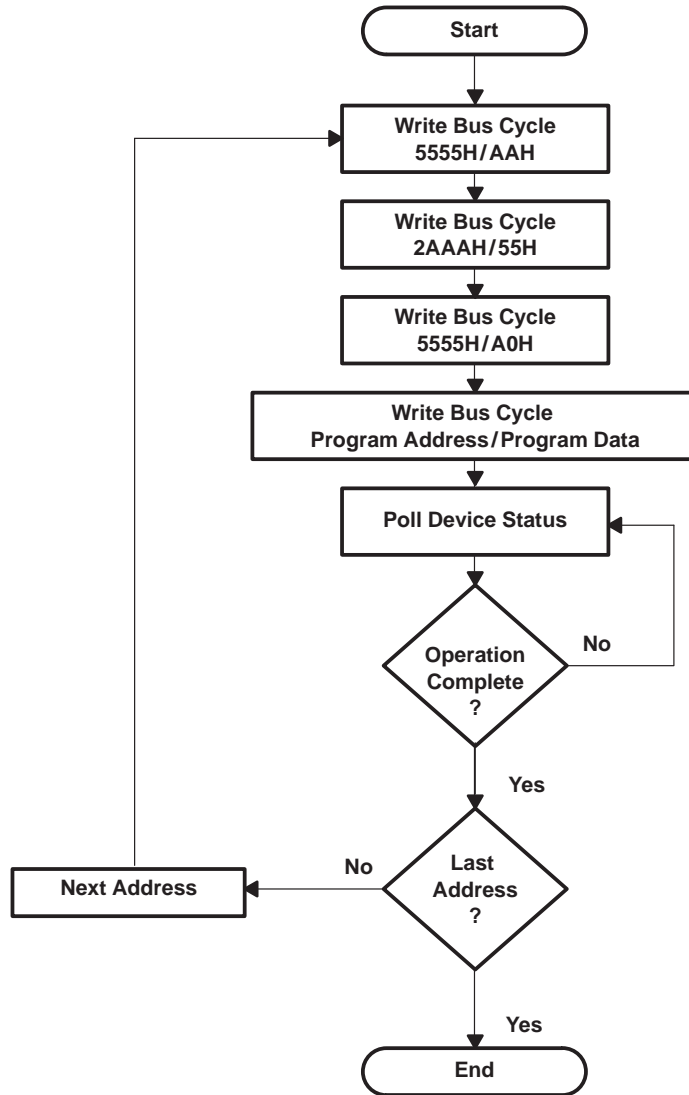 Start
Write Bus Cycle
5555H/AAH
Write Bus Cycle
2AAAH/55H
Write Bus Cycle
5555H/A0H
Write Bus Cycle
Program Address/Program Data
Poll Device Status
Operation
Complete
?
No
Yes
Last
Address
?
No
Next Address
Yes
End